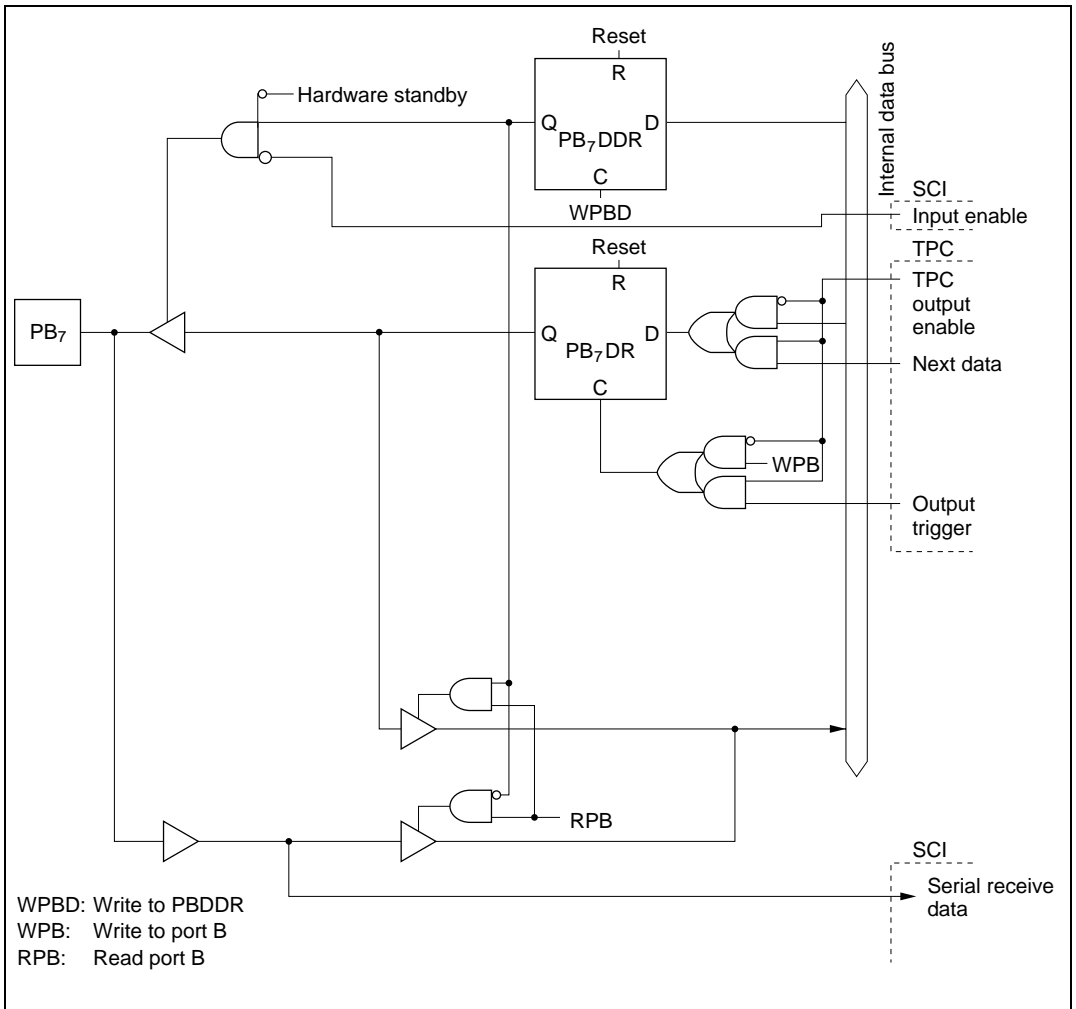 Reset
R
Hardware standby
Q
PB7DDR
D
C
WPBD
Internal data bus
SCI
Input enable
TPC
Reset
R
TPC
output
enable
PB7
Q
PB7DR
D
C
Next data
WPB
Output
trigger
RPB
SCI
Serial receive
data
WPBD: Write to PBDDR
WPB: Write to port B
RPB: Read port B